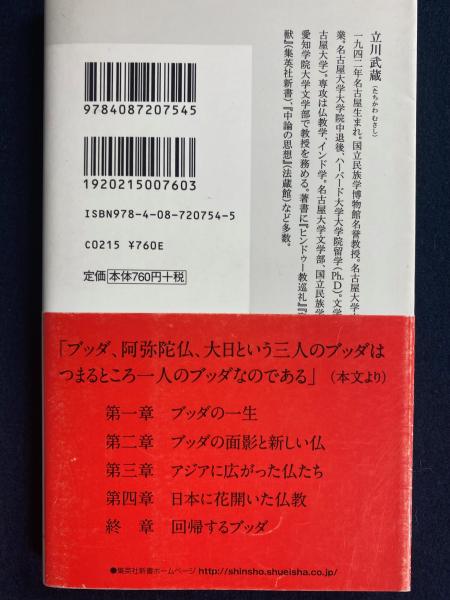 立川武蔵（たちかわ むさし）
一九四二年名古屋生まれ。国立民族学博物館名誉教授。名古屋大学
業。名古屋大学大学院中退後、ハーバード大学大学院留学（Ph.D）。文学
古屋大学）。専攻は仏教学、インド学。名古屋大学文学部、国立民族学
愛知学院大学文学部で教授を務める。著書に『ヒンドゥー教巡礼』『
獣』（集英社新書）、『中論の思想』（法蔵館）など多数。
9784087207545
1920215007603
ISBN978-4-08-720754-5
C0215 ¥760E
定価 本体760円+税
「ブッダ、阿弥陀仏、大日という三人のブッダは
つまるところ一人のブッダなのである」（本文より）
第一章 ブッダの一生
第二章 ブッダの面影と新しい仏
第三章 アジアに広がった仏たち
第四章 日本に花開いた仏教
終 章 回帰するブッダ
●集英社新書ホームページ http://shinsho.shueisha.co.jp/